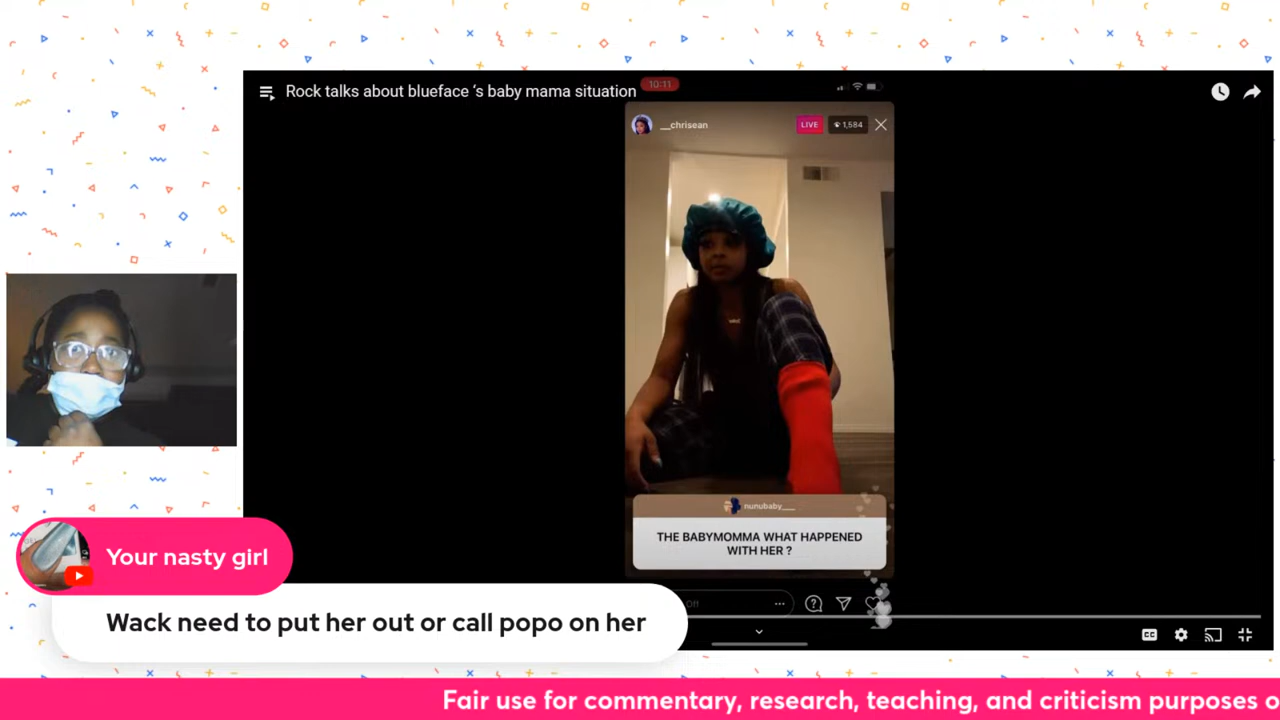 Rock talks about blueface ‘s baby mama situation
10:11
__chrisean
LIVE
1,584
nunubaby___
THE BABYMOMMA WHAT HAPPENED
WITH HER ?
Off
CC
Your nasty girl
Wack need to put her out or call popo on her
Fair use for commentary, research, teaching, and criticism purposes o